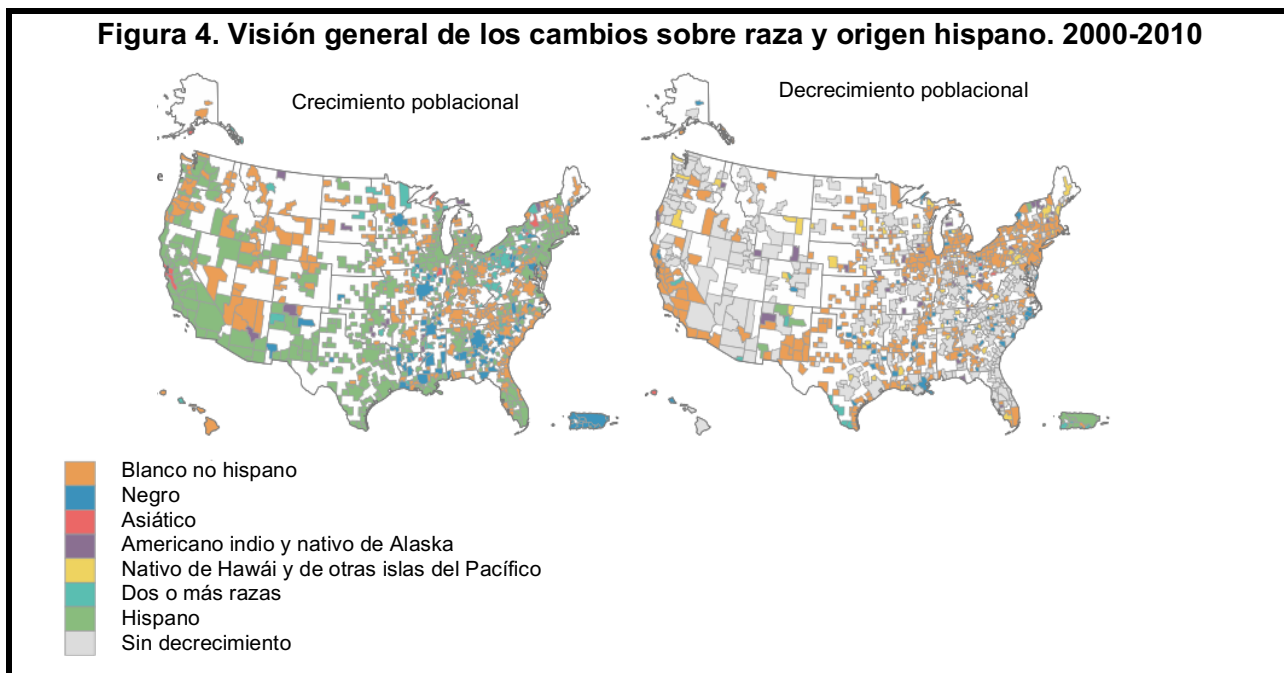 Figura 4. Visión general de los cambios sobre raza y origen hispano. 2000-2010
Crecimiento poblacional
Decrecimiento poblacional
e
Blanco no hispano
Negro
Asiático
Americano indio y nativo de Alaska
Nativo de Hawái y de otras islas del Pacífico
Dos o más razas
Hispano
Sin decrecimiento